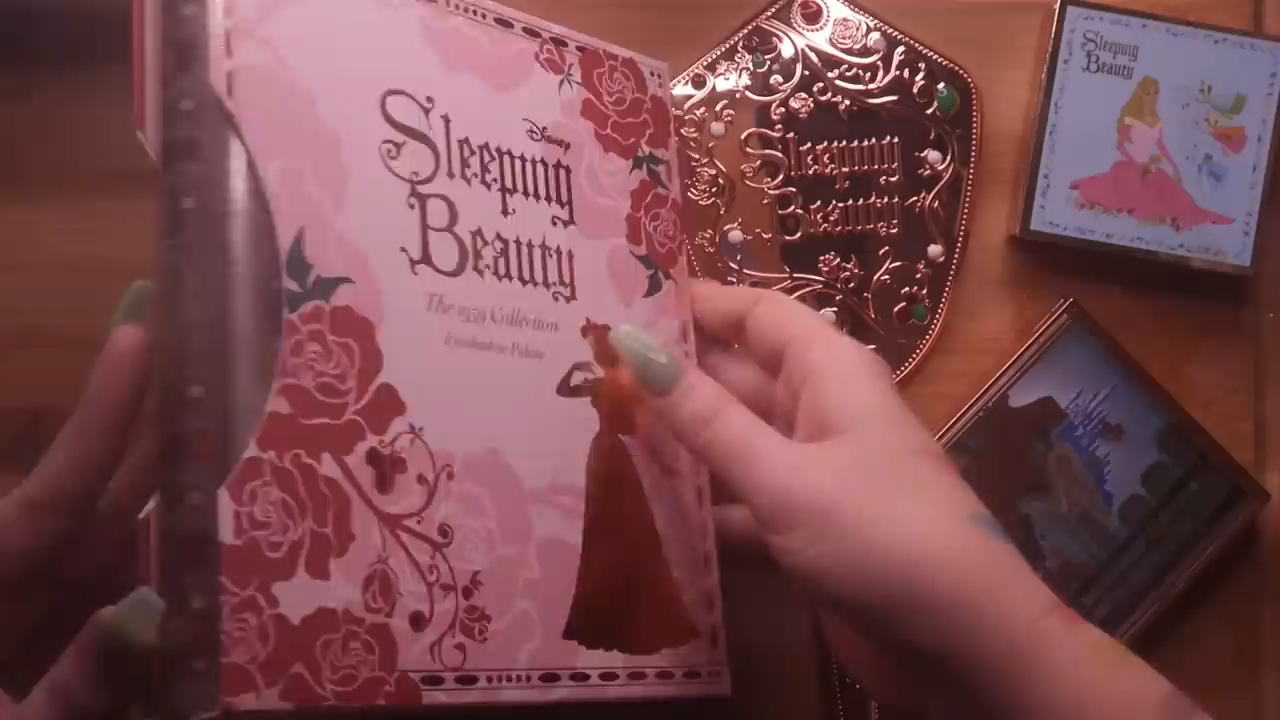 Disney
Sleeping
Beauty
The 1959 Collection
Eyeshadow Palette
Sleeping
Beauty
Sleeping
Beauty